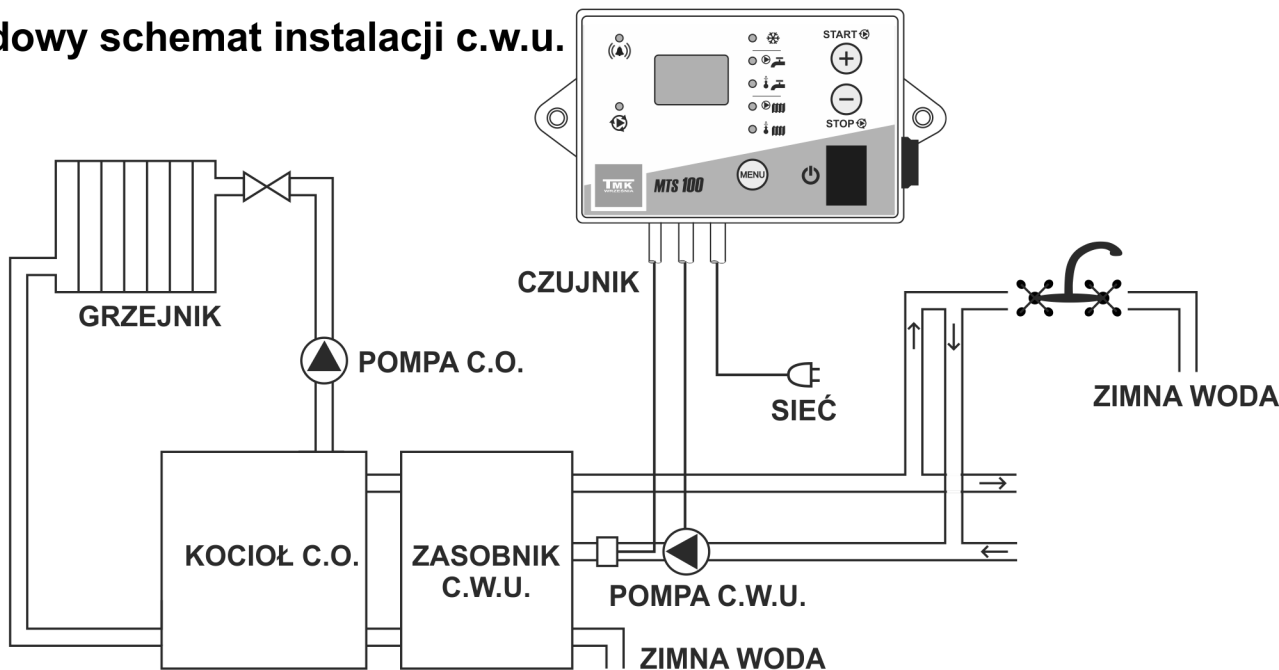 schemat instalacji c.w.u.
START
STOP
MENU
TMK
WRZEŚNIA
MTS 100
CZUJNIK
GRZEJNIK
POMPA C.O.
SIEĆ
ZIMNA WODA
KOCIOŁ C.O.
ZASOBNIK
C.W.U.
POMPA C.W.U.
ZIMNA WODA